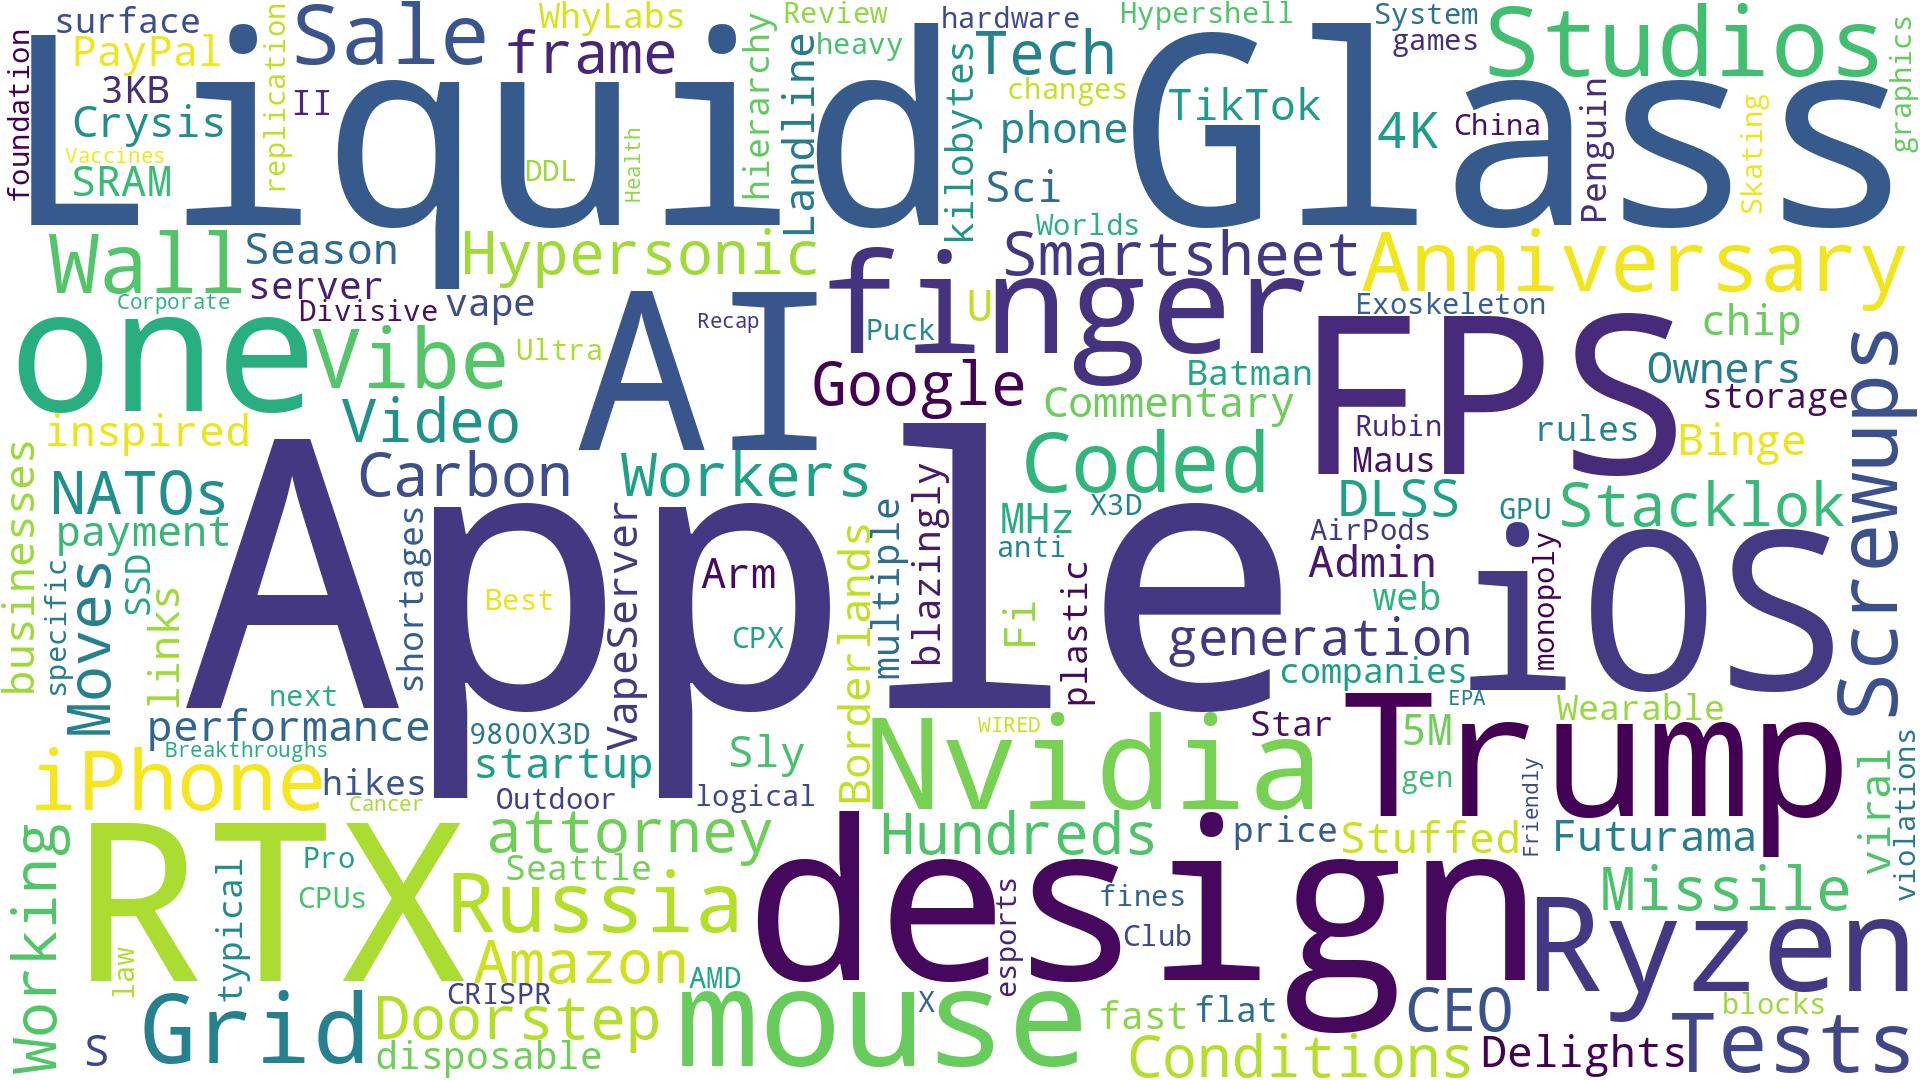 surface
Sale
WhyLabs
Review
hardware
Hypershell
System
Studios
PayPal
replication
frame
heavy
Tech
games
graphics
foundation
Liquid
Glass
3KB
II
hierarchy
Landline
kilobytes
changes
TikTok
4K
China
Penguin
Skating
Crysis
phone
Vaccines
SRAM
DDL
Health
Sci
Worlds
Wall
Season
Hypersonic
Smartsheet
Anniversary
server
finger
Corporate
Divisive
vape
AI
Recap
Puck
U
Exoskeleton
chip
one
Vibe
Ultra
FPS
Screwups
Google
Batman
Owners
Video
Commentary
storage
inspired
Rubin
rules
Binge
Apple
businesses
NATOs
Carbon
Workers
Coded
Maus
DLSS
GPU
Stacklok
payment
multiple
blazingly
X3D
MHz
anti
AirPods
iOS
Moves
specific
SSD
links
shortages
Best
VapeServer
Arm
Borderlands
Fi
plastic
Admin
web
monopoly
CPX
generation
companies
next
performance
9800X3D
WIRED
Star
Trump
EPA
Wearable
5M
Breakthroughs
startup
Sly
Nvidia
violations
iPhone
hikes
gen
Friendly
viral
Cancer
Outdoor
logical
Working
RTX
attorney
Hundreds
design
price
Stuffed
Futurama
typical
Pro
Seattle
CPUs
Russia
esports
fines
Missile
Club
Ryzen
law
Amazon
AMD
CRISPR
X
S
Grid
Doorstep
mouse
fast
flat
CEO
blocks
disposable
Conditions
Delights
Tests